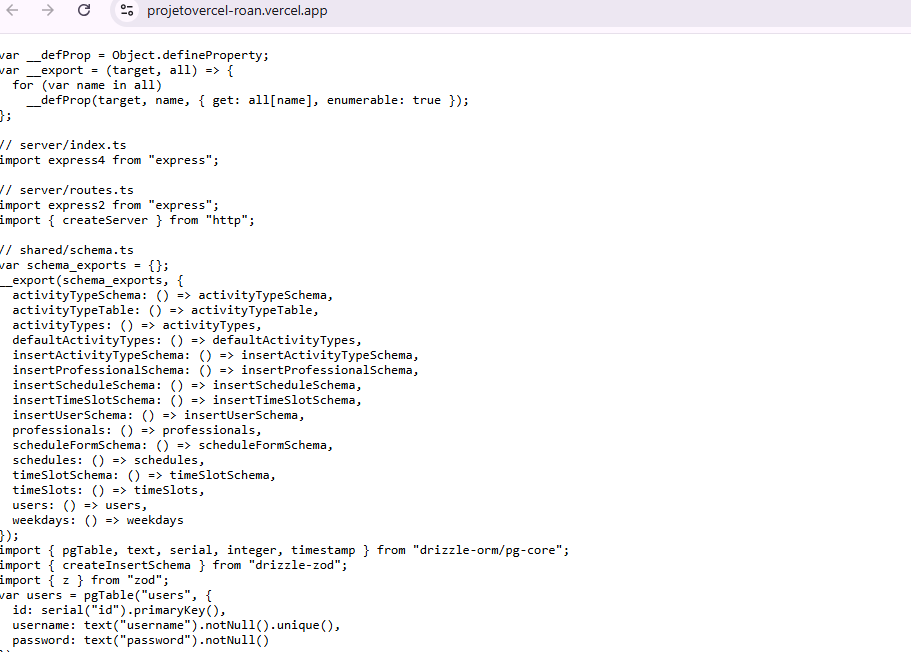 projetovercel-roan.vercel.app
var __defProp = Object.defineProperty;
var __export = (target, all) => {
  for (var name in all)
    __defProp(target, name, { get: all[name], enumerable: true });
};

// server/index.ts
import express4 from "express";

// server/routes.ts
import express2 from "express";
import { createServer } from "http";

// shared/schema.ts
var schema_exports = {};
__export(schema_exports, {
  activityTypeSchema: () => activityTypeSchema,
  activityTypeTable: () => activityTypeTable,
  activityTypes: () => activityTypes,
  defaultActivityTypes: () => defaultActivityTypes,
  insertActivityTypeSchema: () => insertActivityTypeSchema,
  insertProfessionalSchema: () => insertProfessionalSchema,
  insertScheduleSchema: () => insertScheduleSchema,
  insertTimeSlotSchema: () => insertTimeSlotSchema,
  insertUserSchema: () => insertUserSchema,
  professionals: () => professionals,
  scheduleFormSchema: () => scheduleFormSchema,
  schedules: () => schedules,
  timeSlotSchema: () => timeSlotSchema,
  timeSlots: () => timeSlots,
  users: () => users,
  weekdays: () => weekdays
});
import { pgTable, text, serial, integer, timestamp } from "drizzle-orm/pg-core";
import { createInsertSchema } from "drizzle-zod";
import { z } from "zod";
var users = pgTable("users", {
  id: serial("id").primaryKey(),
  username: text("username").notNull().unique(),
  password: text("password").notNull()